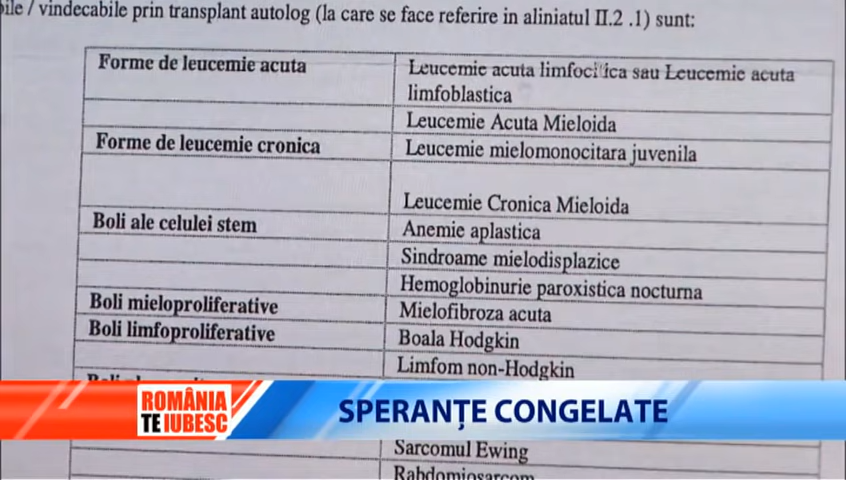 / vindecabile prin transplant autolog (la care se face referire in aliniatul II.2 .1) sunt:
Forme de leucemie acuta
Leucemie acuta limfocitica sau Leucemie acuta
limfoblastica
Leucemie Acuta Mieloida
Forme de leucemie cronica
Leucemie mielomonocitara juvenila
Leucemie Cronica Mieloida
Boli ale celulei stem
Anemie aplastica
Sindroame mielodisplazice
Hemoglobinurie paroxistica nocturna
Boli mieloproliferative
Mielofibroza acuta
Boli limfoproliferative
Boala Hodgkin
Limfom non-Hodgkin
ROMÂNIA
TE IUBESC
SPERANȚE CONGELATE
Sarcomul Ewing
Rabdomiosarcom